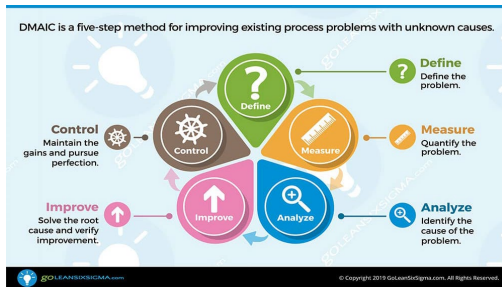 DMAIC is a five-step method for improving existing process problems with unknown causes.
Define
Define
Define the
problem.
Control
Maintain the
gains and pursue
perfection.
Control
Measure
Measure
Quantify the
problem.
Improve
Solve the root
cause and verify
improvement.
Improve
Analyze
Analyze
Identify the
cause of the
problem.
GOLEANSIXSIGMA.com
© Copyright 2019 GoLeanSixSigma.com. All Rights Reserved.